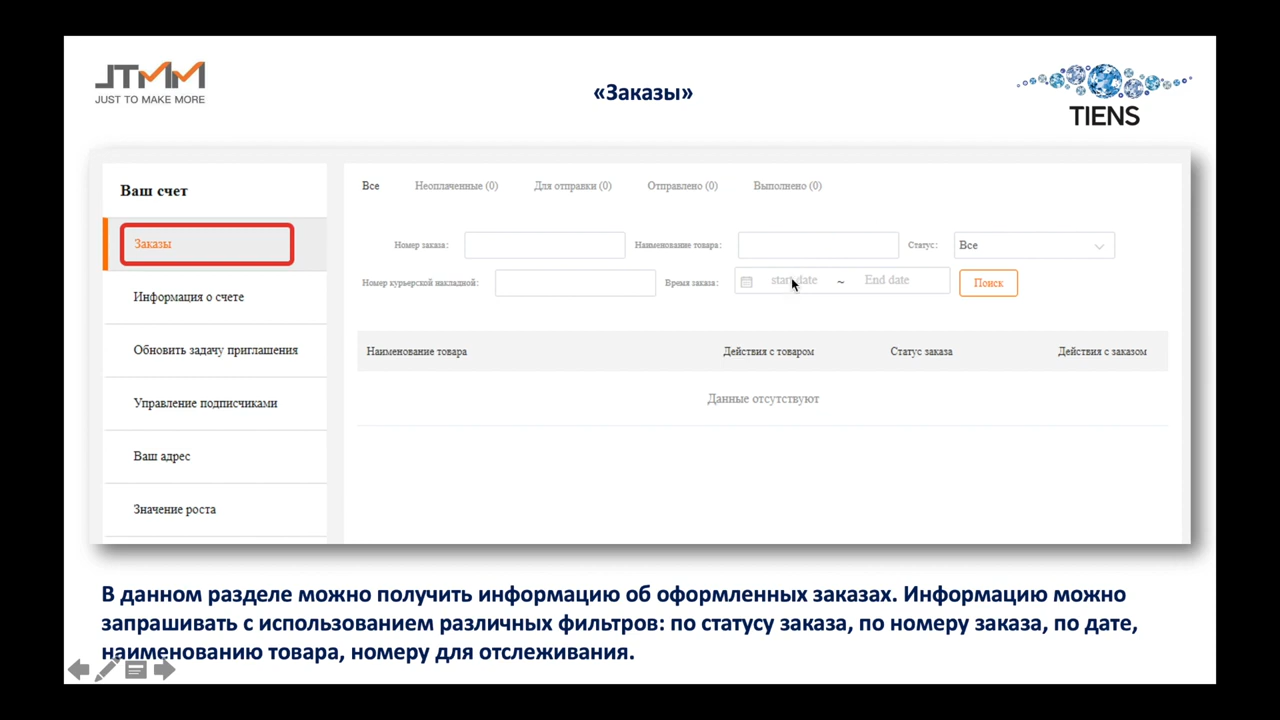 JTMM
JUST TO MAKE MORE
«Заказы»
TIENS
Ваш счет
Заказы
Информация о счете
Обновить задачу приглашения
Управление подписчиками
Ваш адрес
Значение роста
Все Неоплаченные (0) Для отправки (0) Отправлено (0) Выполнено (0)
Номер заказа: Наименование товара: Статус: Все
Номер курьерской накладной: Время заказа: start date ~ End date Поиск
Наименование товара Действия с товаром Статус заказа Действия с заказом
Данные отсутствуют
В данном разделе можно получить информацию об оформленных заказах. Информацию можно
запрашивать с использованием различных фильтров: по статусу заказа, по номеру заказа, по дате,
наименованию товара, номеру для отслеживания.